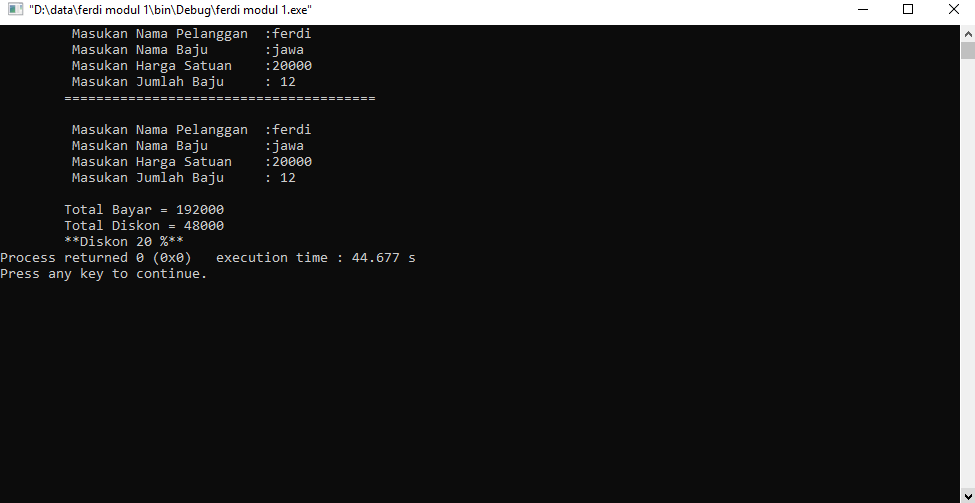 "D:\data\ferdi modul 1\bin\Debug\ferdi modul 1.exe"
Masukan Nama Pelanggan  :ferdi
Masukan Nama Baju       :jawa
Masukan Harga Satuan    :20000
Masukan Jumlah Baju     : 12
=======================================
Masukan Nama Pelanggan  :ferdi
Masukan Nama Baju       :jawa
Masukan Harga Satuan    :20000
Masukan Jumlah Baju     : 12
Total Bayar = 192000
Total Diskon = 48000
**Diskon 20 %**
Process returned 0 (0x0)   execution time : 44.677 s
Press any key to continue.